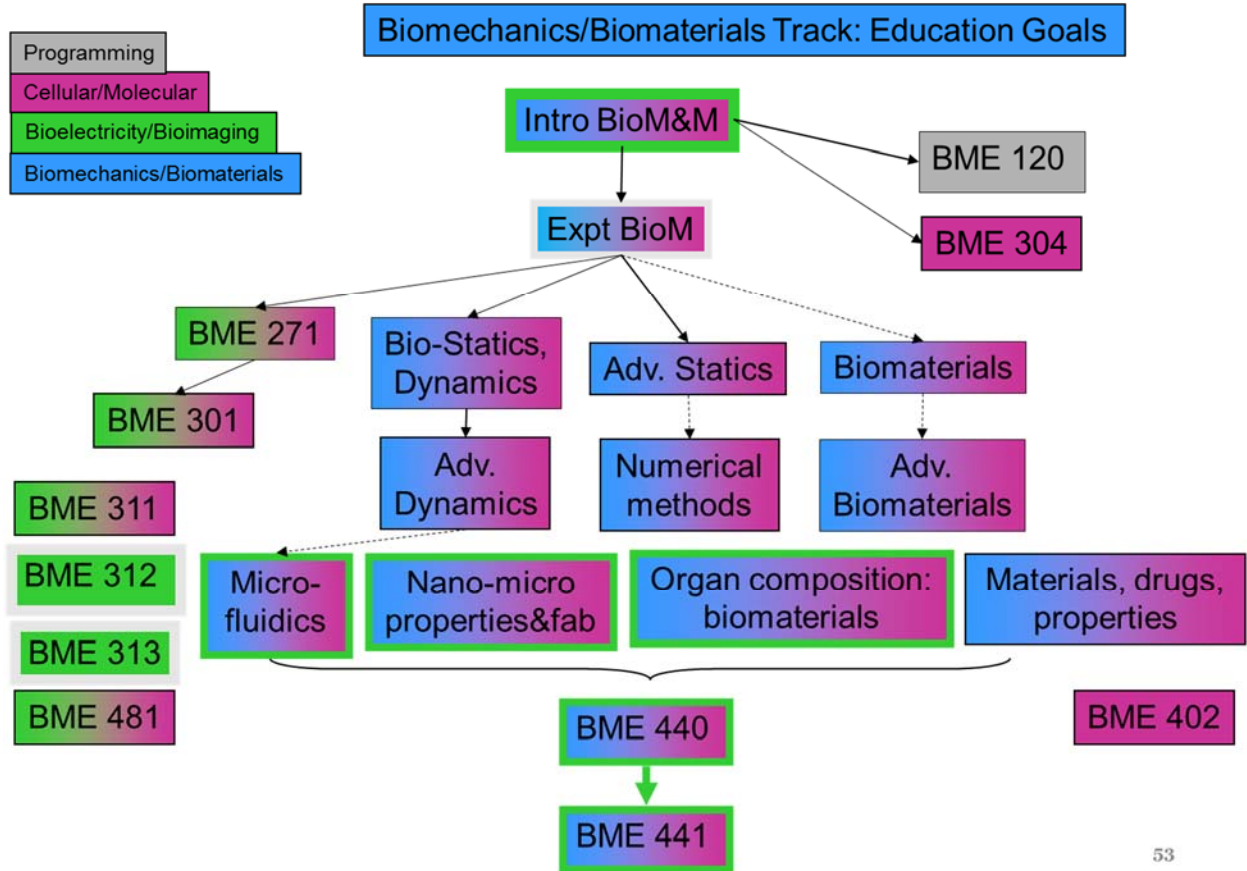 Biomechanics/Biomaterials Track: Education Goals
Programming
Cellular/Molecular
Bioelectricity/Bioimaging
Biomechanics/Biomaterials
Intro BioM&M
BME 120
Expt BioM
BME 304
BME 271
Bio-Statics,
Dynamics
Adv. Statics
Biomaterials
BME 301
Adv.
Dynamics
Numerical
methods
Adv.
Biomaterials
BME 311
BME 312
Micro-
fluidics
Nano-micro
properties&fab
Organ composition:
biomaterials
Materials, drugs,
properties
BME 313
BME 481
BME 440
BME 402
BME 441
53